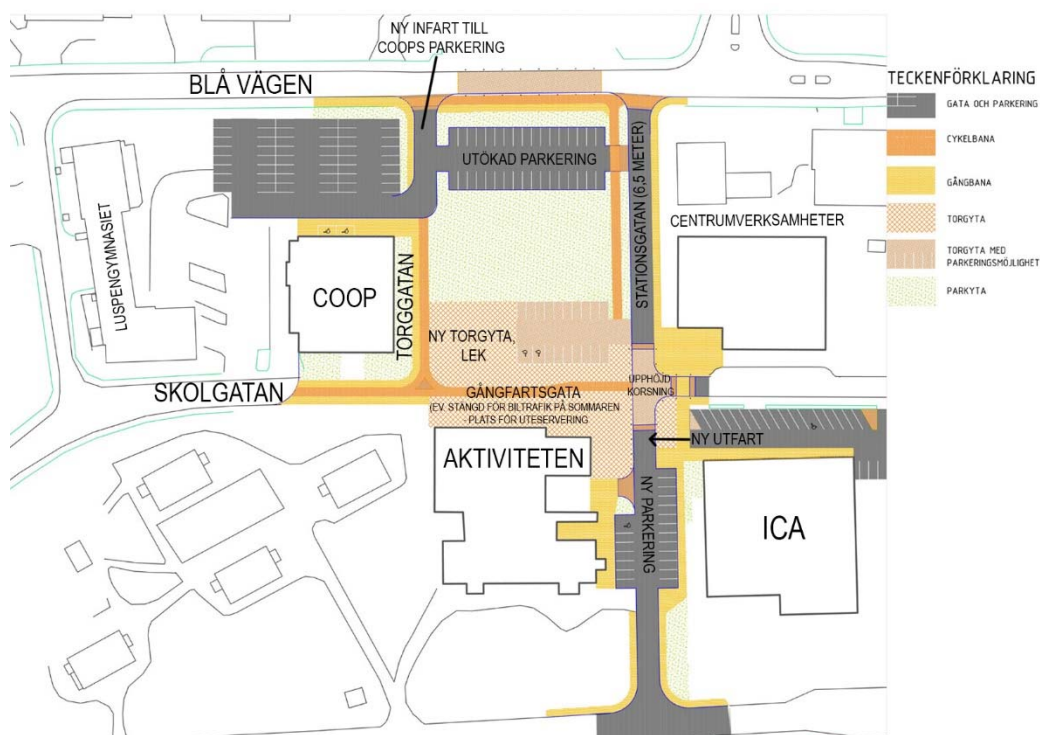 NY INFART TILL
COOPS PARKERING
BLÅ VÄGEN
TECKENFÖRKLARING
GATA OCH PARKERING
CYKELBANA
GÅNGBANA
TORGYTA
TORGYTA MED
PARKERINGSMÖJLIGHET
PARKYTA
UTÖKAD PARKERING
STATIONSGATAN (6,5 METER)
CENTRUMVERKSAMHETER
LUSPENGYMNASIET
COOP
TORGGATAN
NY TORGYTA,
LEK
UPPHÖJD
KORSNING
SKOLGATAN
GÅNGFARTSGATA
(EV. STÄNGD FÖR BILTRAFIK PÅ SOMMAREN
- PLATS FÖR UTESERVERING
NY UTFART
AKTIVITETEN
NY PARKERING
ICA